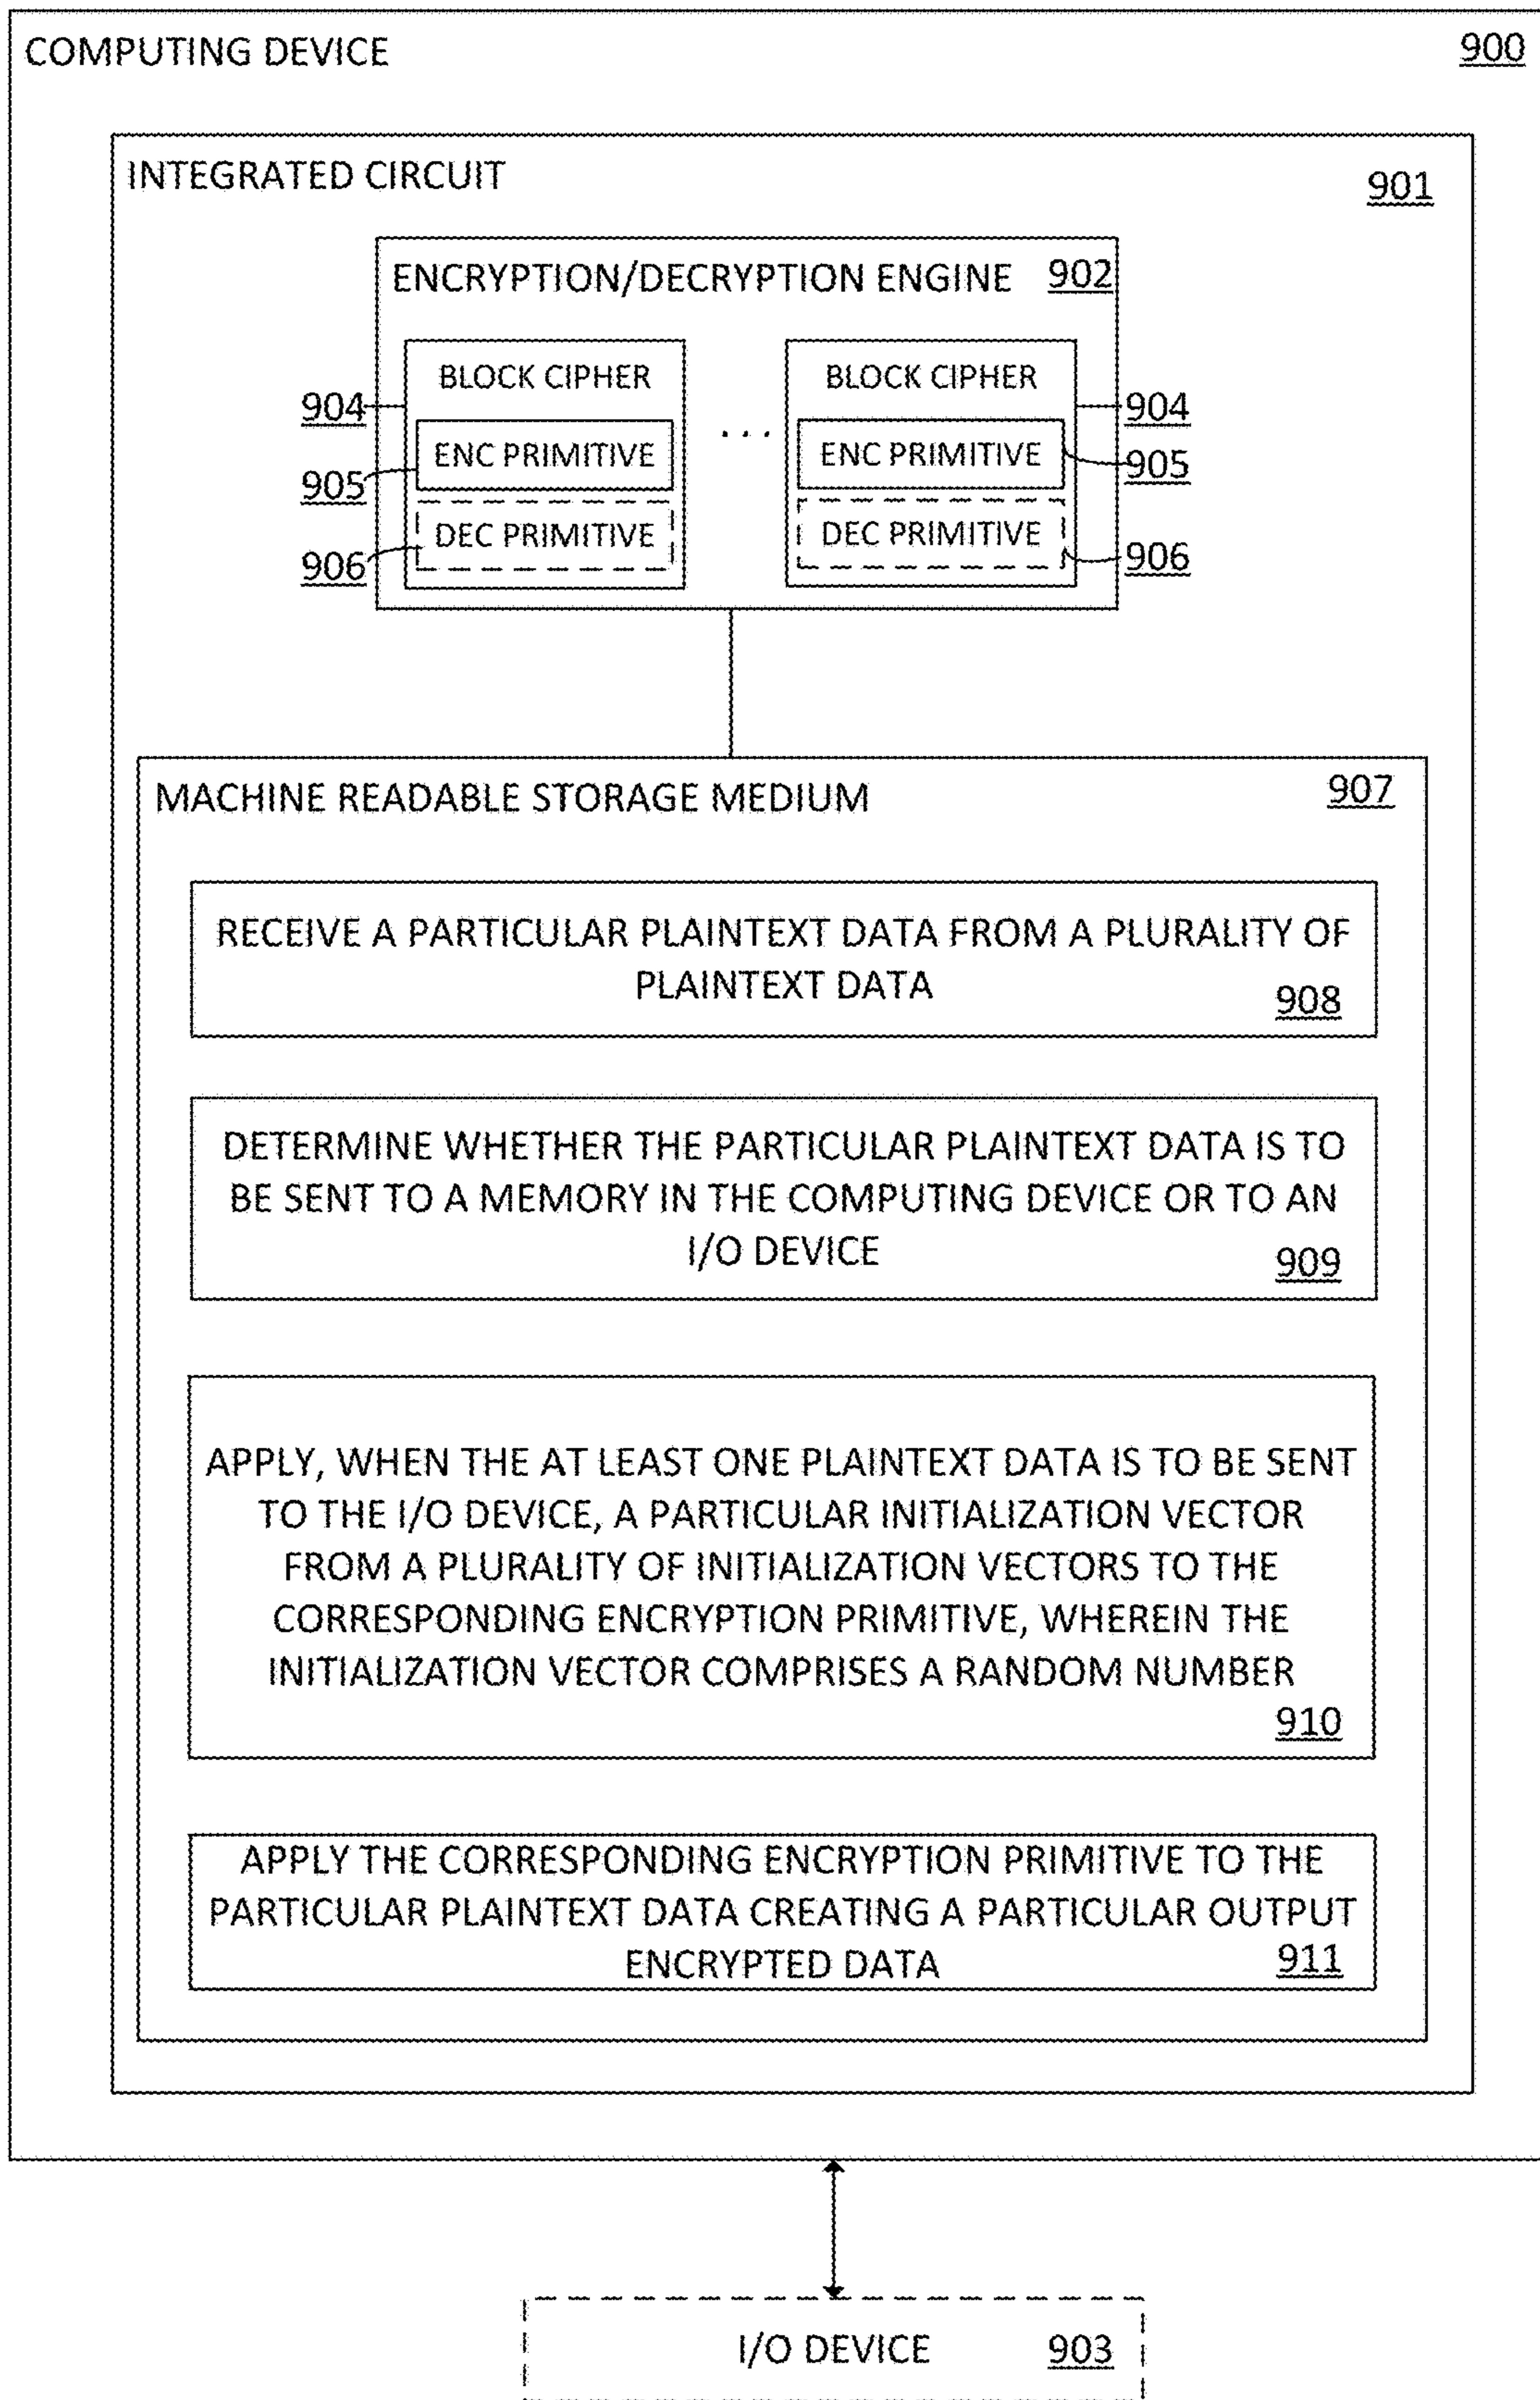 COMPUTING DEVICE 900
INTEGRATED CIRCUIT 901
ENCRYPTION/DECRYPTION ENGINE 902
BLOCK CIPHER BLOCK CIPHER
904 ... 904
ENC PRIMITIVE ENC PRIMITIVE
905 905
DEC PRIMITIVE DEC PRIMITIVE
906 906
MACHINE READABLE STORAGE MEDIUM 907
RECEIVE A PARTICULAR PLAINTEXT DATA FROM A PLURALITY OF
PLAINTEXT DATA 908
DETERMINE WHETHER THE PARTICULAR PLAINTEXT DATA IS TO
BE SENT TO A MEMORY IN THE COMPUTING DEVICE OR TO AN
I/O DEVICE 909
APPLY, WHEN THE AT LEAST ONE PLAINTEXT DATA IS TO BE SENT
TO THE I/O DEVICE, A PARTICULAR INITIALIZATION VECTOR
FROM A PLURALITY OF INITIALIZATION VECTORS TO THE
CORRESPONDING ENCRYPTION PRIMITIVE, WHEREIN THE
INITIALIZATION VECTOR COMPRISES A RANDOM NUMBER
910
APPLY THE CORRESPONDING ENCRYPTION PRIMITIVE TO THE
PARTICULAR PLAINTEXT DATA CREATING A PARTICULAR OUTPUT
ENCRYPTED DATA 911
I/O DEVICE 903